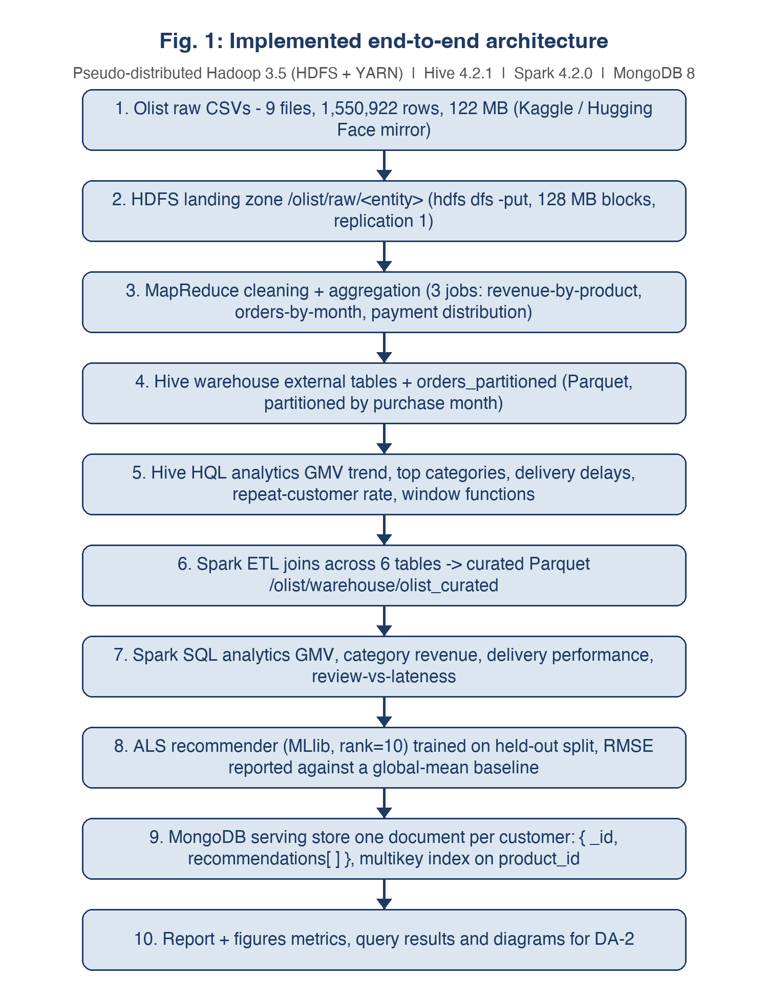 Fig. 1: Implemented end-to-end architecture
Pseudo-distributed Hadoop 3.5 (HDFS + YARN) | Hive 4.2.1 | Spark 4.2.0 | MongoDB 8
1. Olist raw CSVs - 9 files, 1,550,922 rows, 122 MB (Kaggle / Hugging
Face mirror)
2. HDFS landing zone /olist/raw/<entity> (hdfs dfs -put, 128 MB blocks,
replication 1)
3. MapReduce cleaning + aggregation (3 jobs: revenue-by-product,
orders-by-month, payment distribution)
4. Hive warehouse external tables + orders_partitioned (Parquet,
partitioned by purchase month)
5. Hive HQL analytics GMV trend, top categories, delivery delays,
repeat-customer rate, window functions
6. Spark ETL joins across 6 tables -> curated Parquet
/olist/warehouse/olist_curated
7. Spark SQL analytics GMV, category revenue, delivery performance,
review-vs-lateness
8. ALS recommender (MLlib, rank=10) trained on held-out split, RMSE
reported against a global-mean baseline
9. MongoDB serving store one document per customer: { _id,
recommendations[ ] }, multikey index on product_id
10. Report + figures metrics, query results and diagrams for DA-2